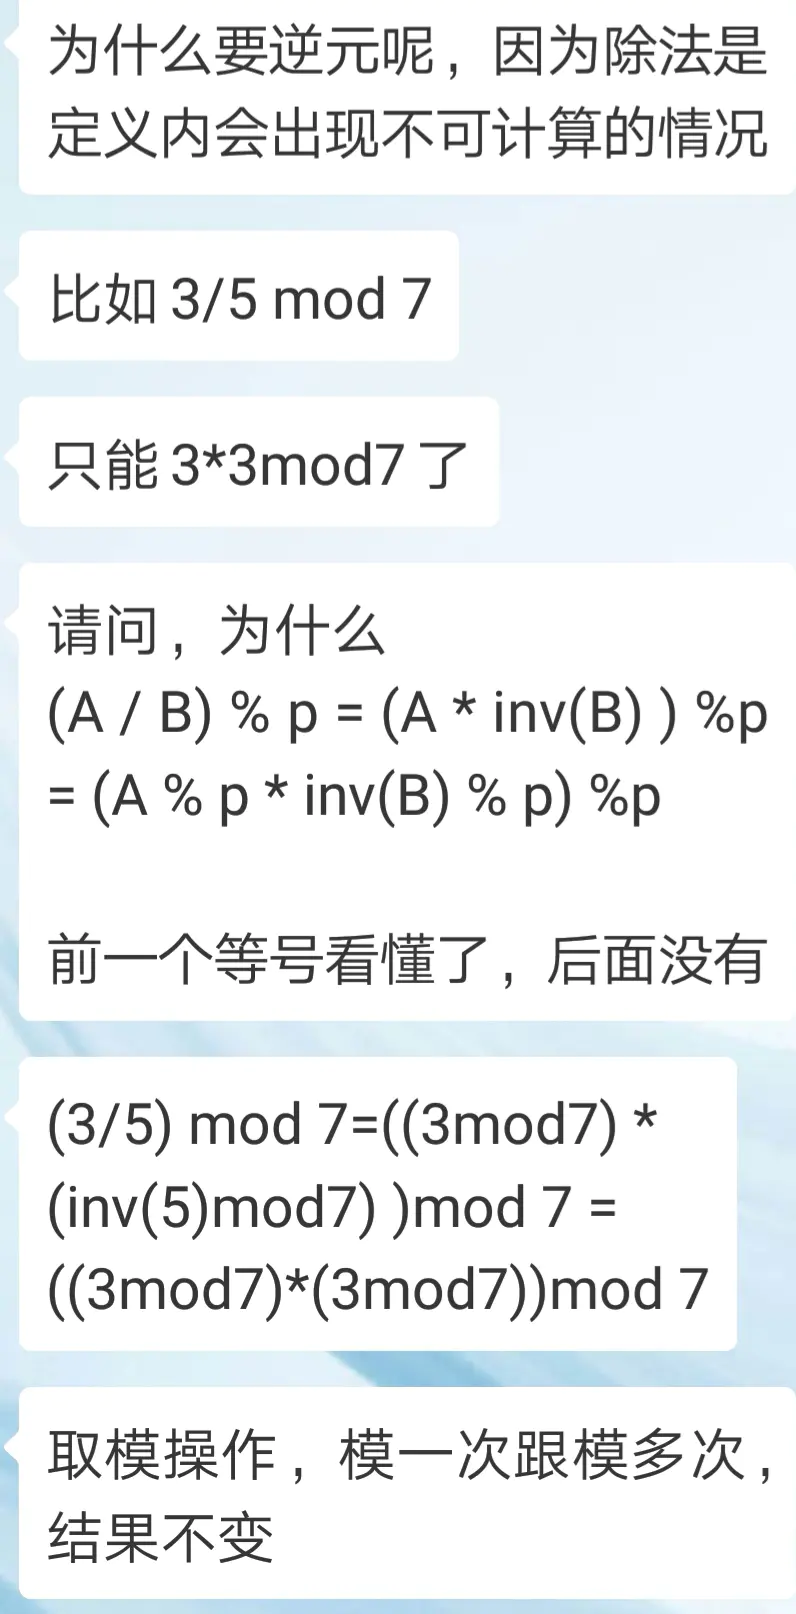 为什么要逆元呢，因为除法是
定义内会出现不可计算的情况
比如 3/5 mod 7
只能 3*3mod7 了
请问，为什么
(A / B) % p = (A * inv(B) ) %p
= (A % p * inv(B) % p) %p
前一个等号看懂了，后面没有
(3/5) mod 7=((3mod7) *
(inv(5)mod7) )mod 7 =
((3mod7)*(3mod7))mod 7
取模操作，模一次跟模多次，
结果不变